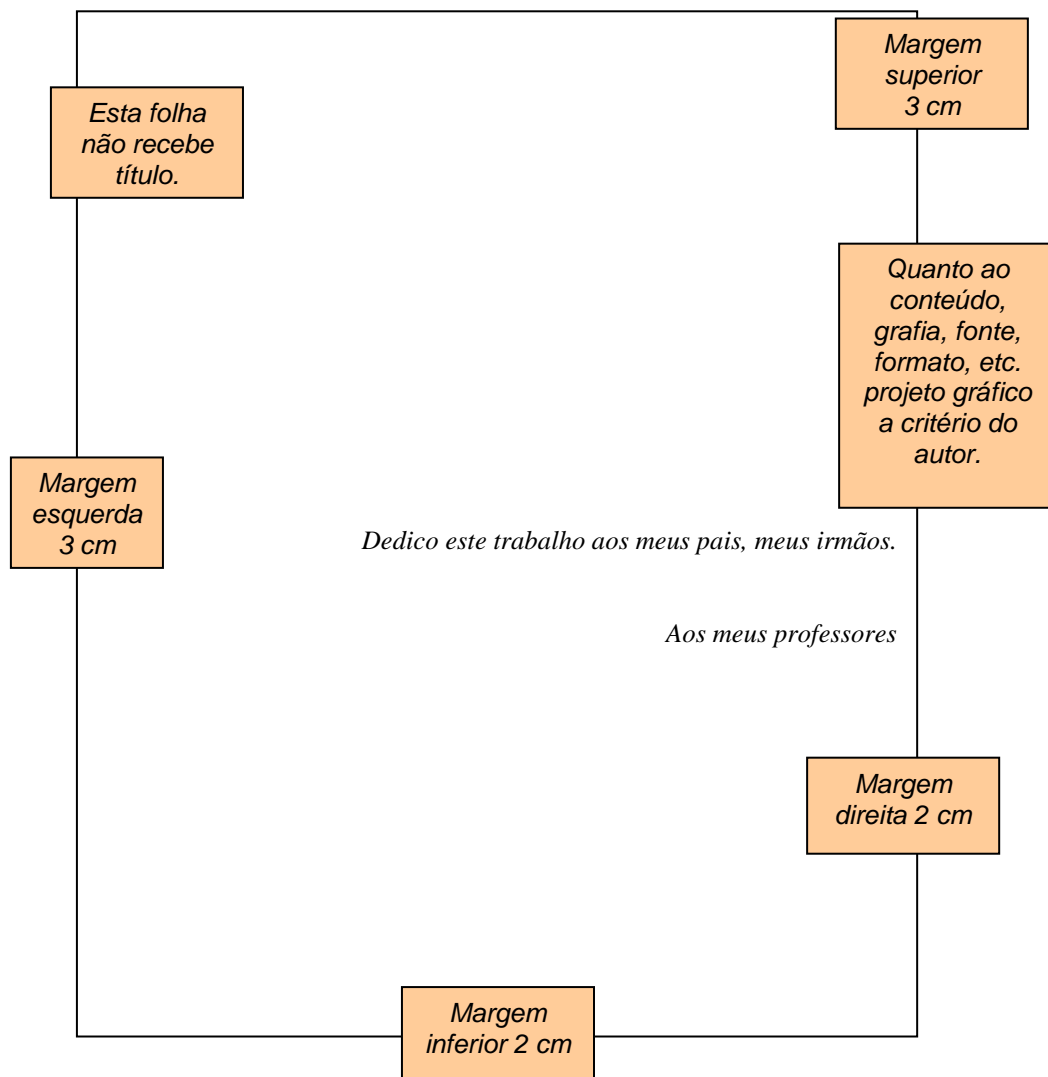 Margem
superior
3 cm
Esta folha
não recebe
título.
Quanto ao
conteúdo,
grafia, fonte,
formato, etc.
projeto gráfico
a critério do
autor.
Margem
esquerda
3 cm
Dedico este trabalho aos meus pais, meus irmãos.
Aos meus professores
Margem
direita 2 cm
Margem
inferior 2 cm